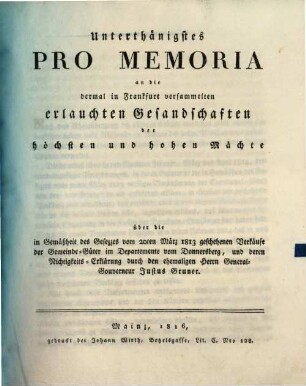 Unterthänigstes
PRO MEMORIA
an die
dermal in Frankfurt versammelten
erlauchten Gesandschaften
der
höchsten und hohen Mächte
über die
in Gemäsheit des Gesetzes vom 20ten März 1813 geschehenen Verkäufe
der Gemeinde-Güter im Departemente vom Donnersberg, und deren
Nichtigkeits-Erklärung durch den ehemaligen Herrn General-
Gouverneur Justus Gruner.
Mainz, 1816,
gedruckt bei Johann Wirth, Betzelsgasse, Lit. C. Nro 128.